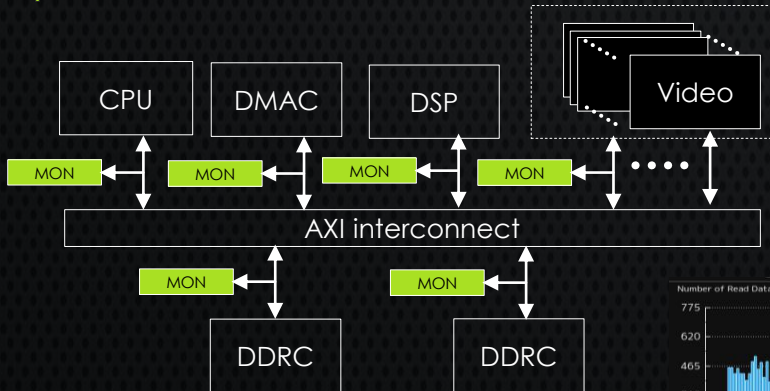 CPU
DMAC
DSP
Video
MON
MON
MON
MON
AXI interconnect
MON
MON
DDRC
DDRC
Number of Read Data
775
620
465